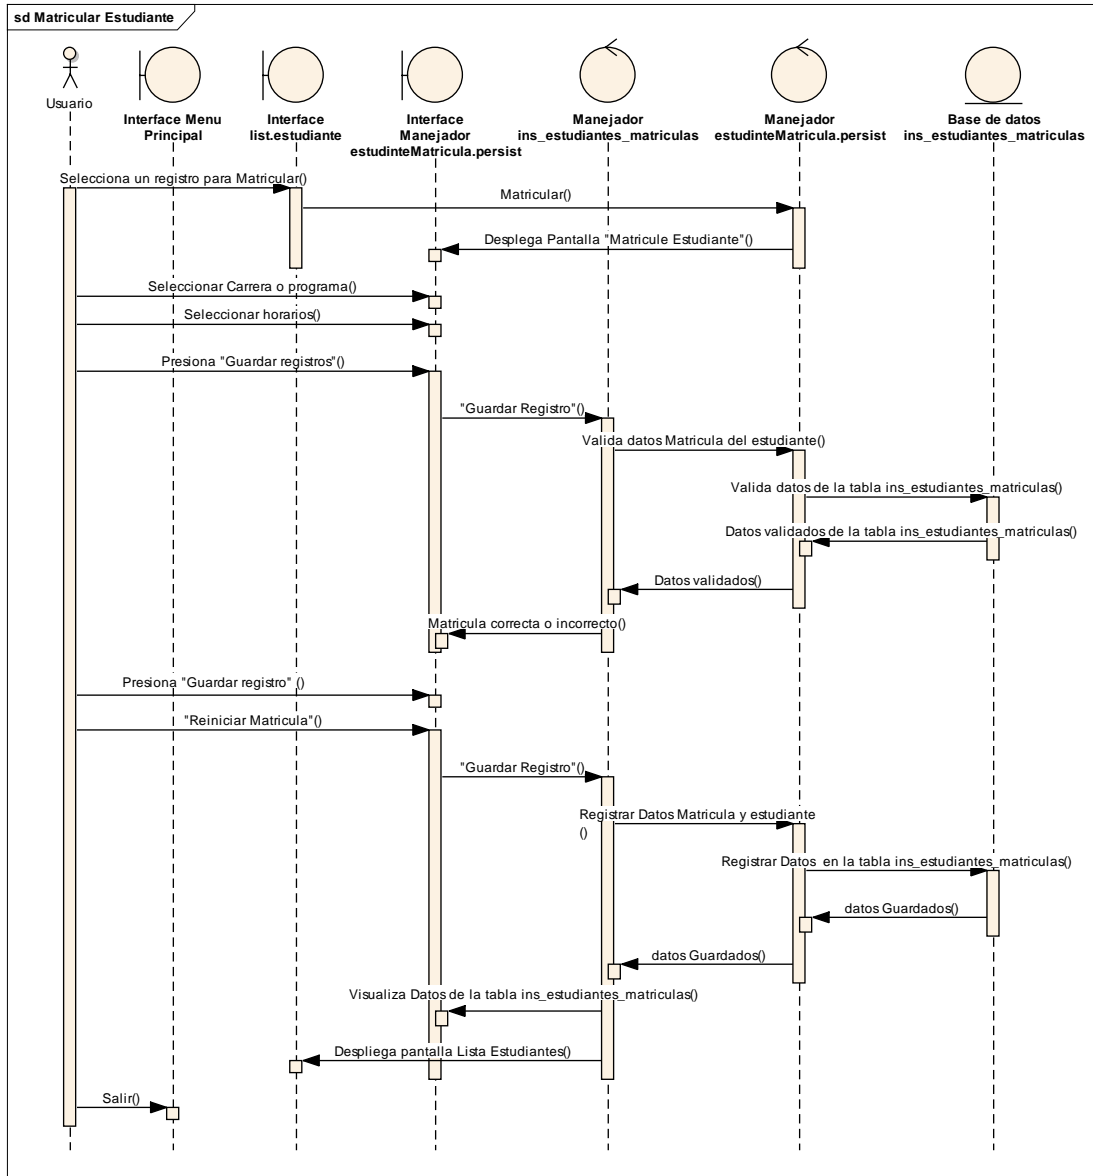 sd Matricular Estudiante
Usuario
Interface Menu
Principal
Interface
list.estudiante
Interface
Manejador
estudinteMatricula.persist
Manejador
ins_estudiantes_matriculas
Manejador
estudinteMatricula.persist
Base de datos
ins_estudiantes_matriculas
Selecciona un registro para Matricular()
Matricular()
Desplega Pantalla "Matricule Estudiante"()
Seleccionar Carrera o programa()
Seleccionar horarios()
Presiona "Guardar registros"()
"Guardar Registro"()
Valida datos Matricula del estudiante()
Valida datos de la tabla ins_estudiantes_matriculas()
Datos validados de la tabla ins_estudiantes_matriculas()
Datos validados()
Matricula correcta o incorrecto()
Presiona "Guardar registro" ()
"Reiniciar Matricula"()
"Guardar Registro"()
Registrar Datos Matricula y estudiante
()
Registrar Datos en la tabla ins_estudiantes_matriculas()
datos Guardados()
datos Guardados()
Visualiza Datos de la tabla ins_estudiantes_matriculas()
Despliega pantalla Lista Estudiantes()
Salir()